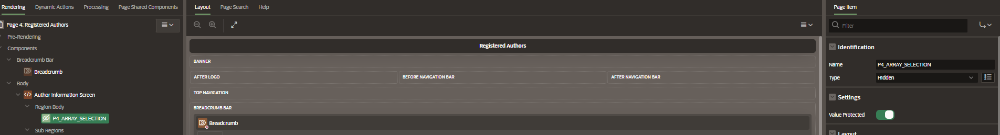 Rendering
Dynamic Actions
Processing
Page Shared Components
Page 4: Registered Authors
Pre-Rendering
Components
Breadcrumb Bar
Breadcrumb
Body
Author Information Screen
Region Body
P4_ARRAY_SELECTION
Sub Regions
Layout
Page Search
Help
Registered Authors
BANNER
AFTER LOGO
BEFORE NAVIGATION BAR
AFTER NAVIGATION BAR
TOP NAVIGATION
BREADCRUMB BAR
Breadcrumb
Page Item
Filter
Identification
Name
P4_ARRAY_SELECTION
Type
Hidden
Settings
Value Protected
Layout